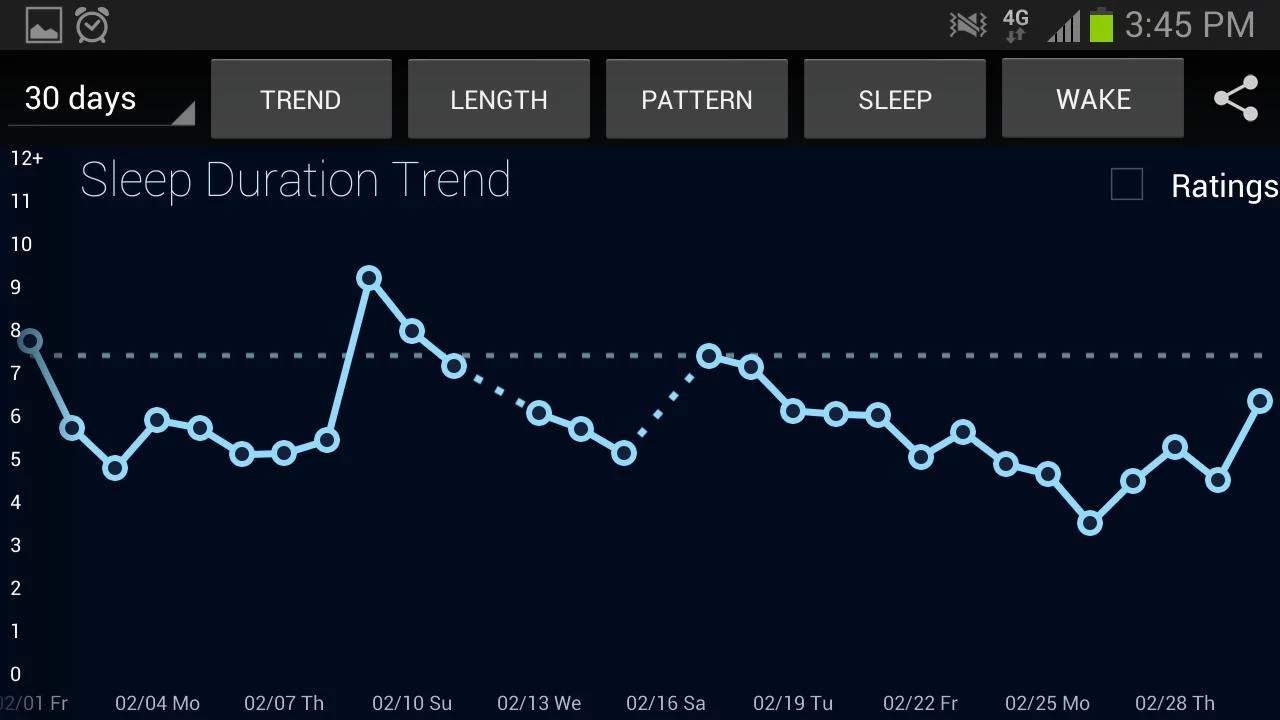 4G 3:45 PM
30 days TREND LENGTH PATTERN SLEEP WAKE
Sleep Duration Trend
Ratings
12+
11
10
9
8
7
6
5
4
3
2
1
0
02/01 Fr 02/04 Mo 02/07 Th 02/10 Su 02/13 We 02/16 Sa 02/19 Tu 02/22 Fr 02/25 Mo 02/28 Th